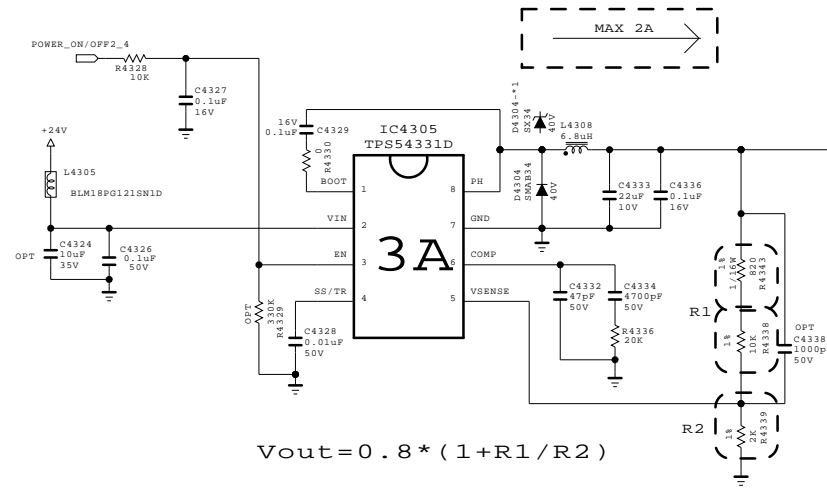 MAX 2A
POWER_ON/OFF2_4
R4328
10K
C4327
0.1uF
16V
+24V
L4305
BLM18PG121SN1D
OPT
C4324
10uF
35V
C4326
0.1uF
50V
16V
0.1uF
C4329
0
R4330
IC4305
TPS54331D
3A
BOOT
1
VIN
2
EN
3
SS/TR
4
PH
8
GND
7
COMP
6
VSENSE
5
D4304-*1
SX34
40V
D4304
SMAB34
40V
L4308
6.8uH
C4333
22uF
10V
C4336
0.1uF
16V
OPT
330K
R4329
C4328
0.01uF
50V
C4332
47pF
50V
C4334
4700pF
50V
R4336
20K
R1
1%
1/16W
820
R4343
1%
10K
R4338
OPT
C4338
1000p
50V
R2
1%
2K
R4339
Vout=0.8*(1+R1/R2)